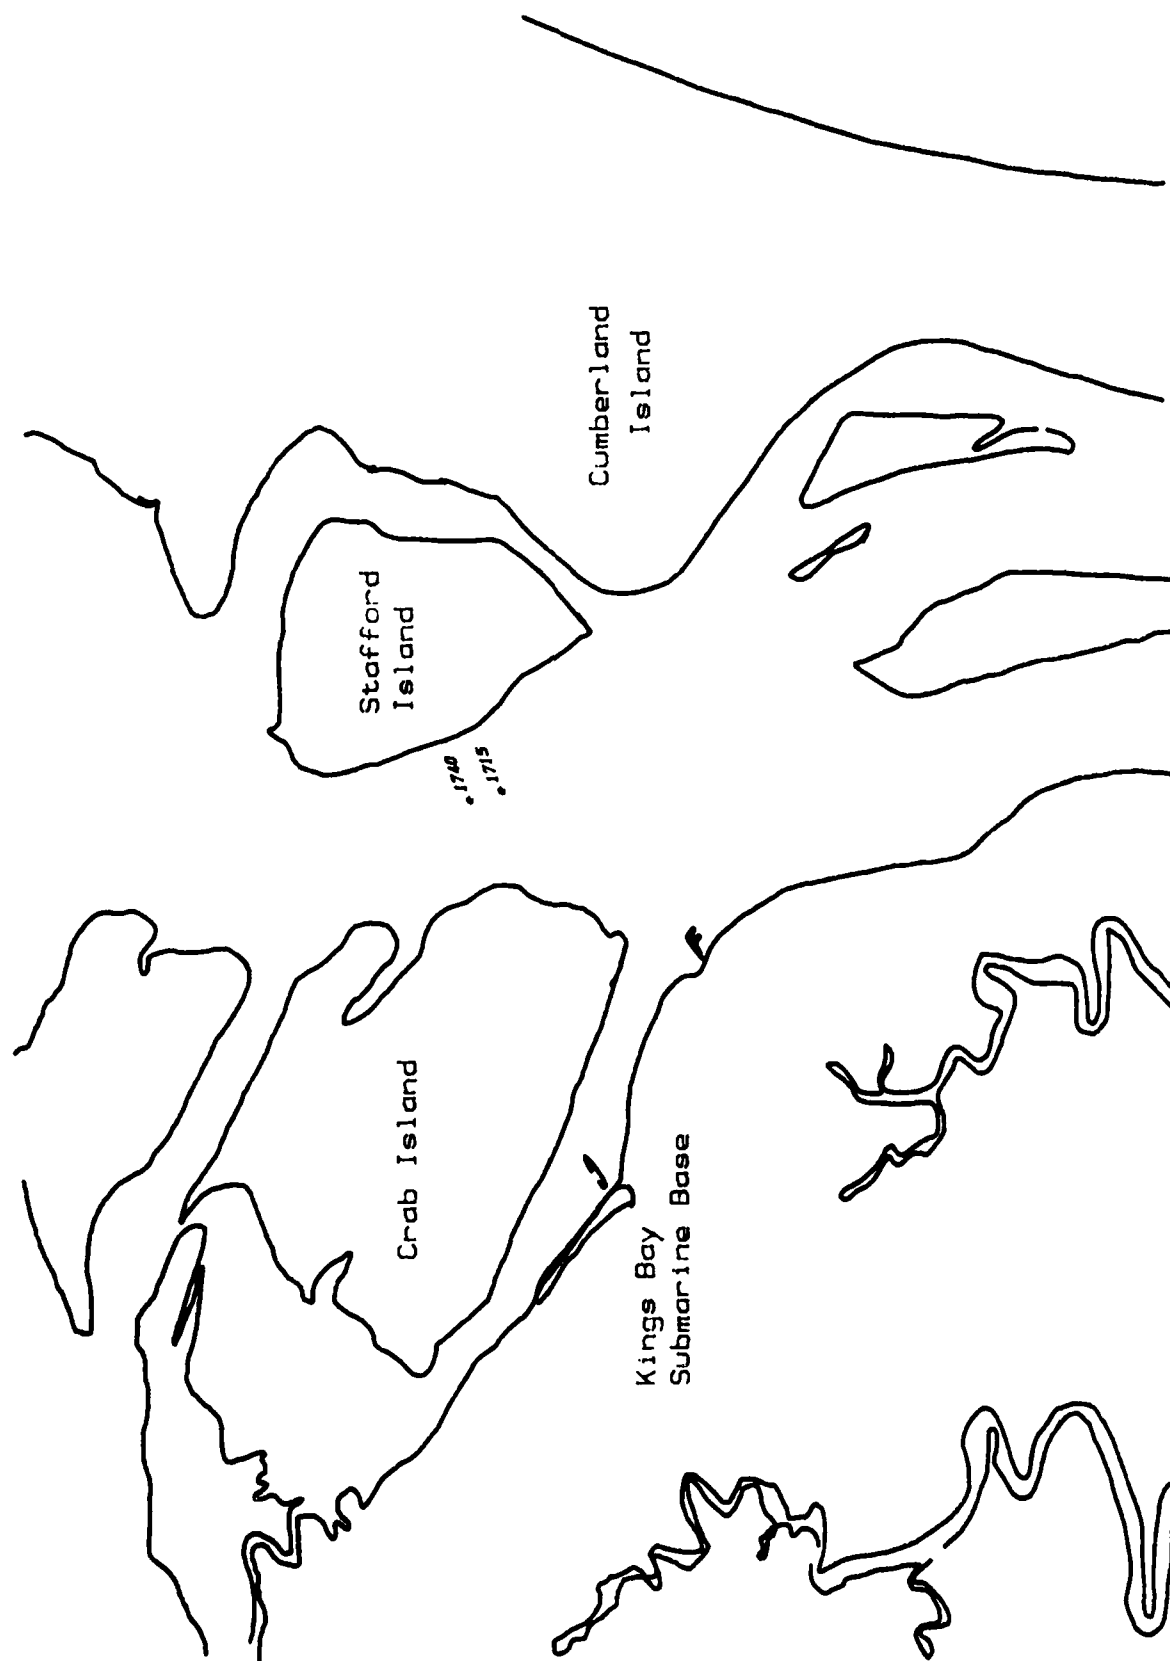 Cumberland
Island
Stafford
Island
1740
1715
Crab Island
Kings Bay
Submarine Base